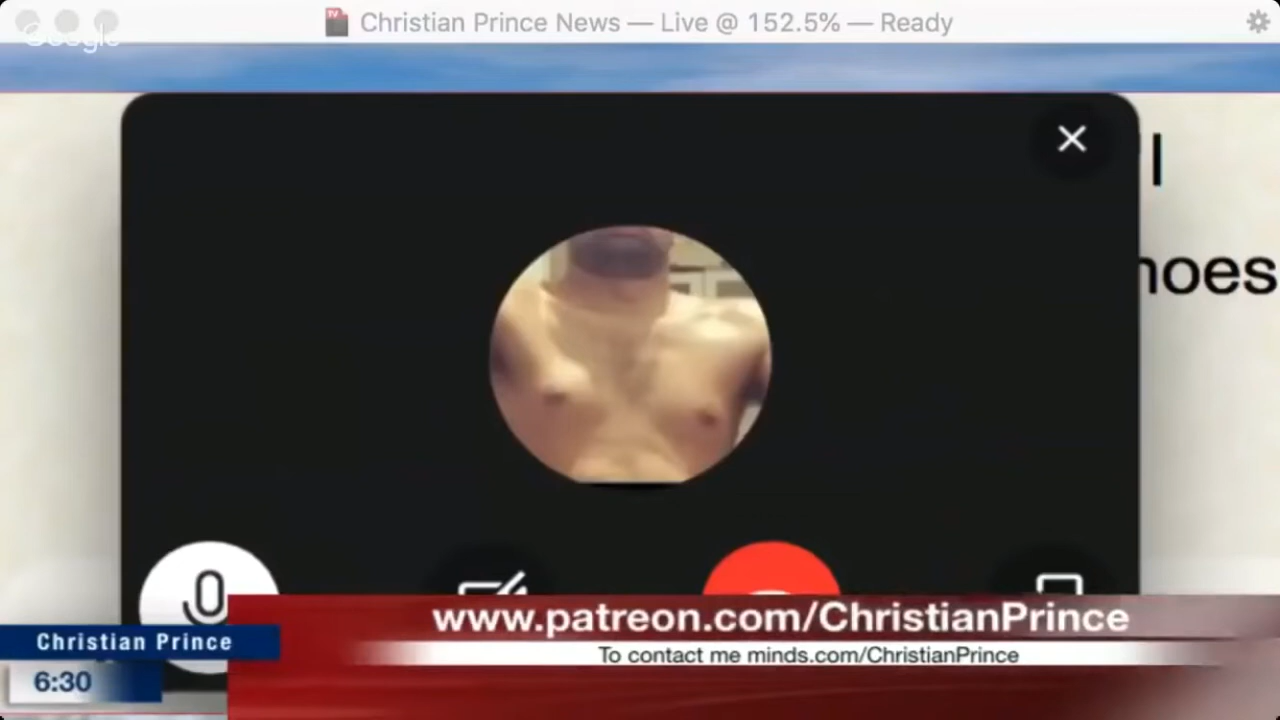 Christian Prince News — Live @ 152.5% — Ready
Google
l
hoes
www.patreon.com/ChristianPrince
Christian Prince
To contact me minds.com/ChristianPrince
6:30